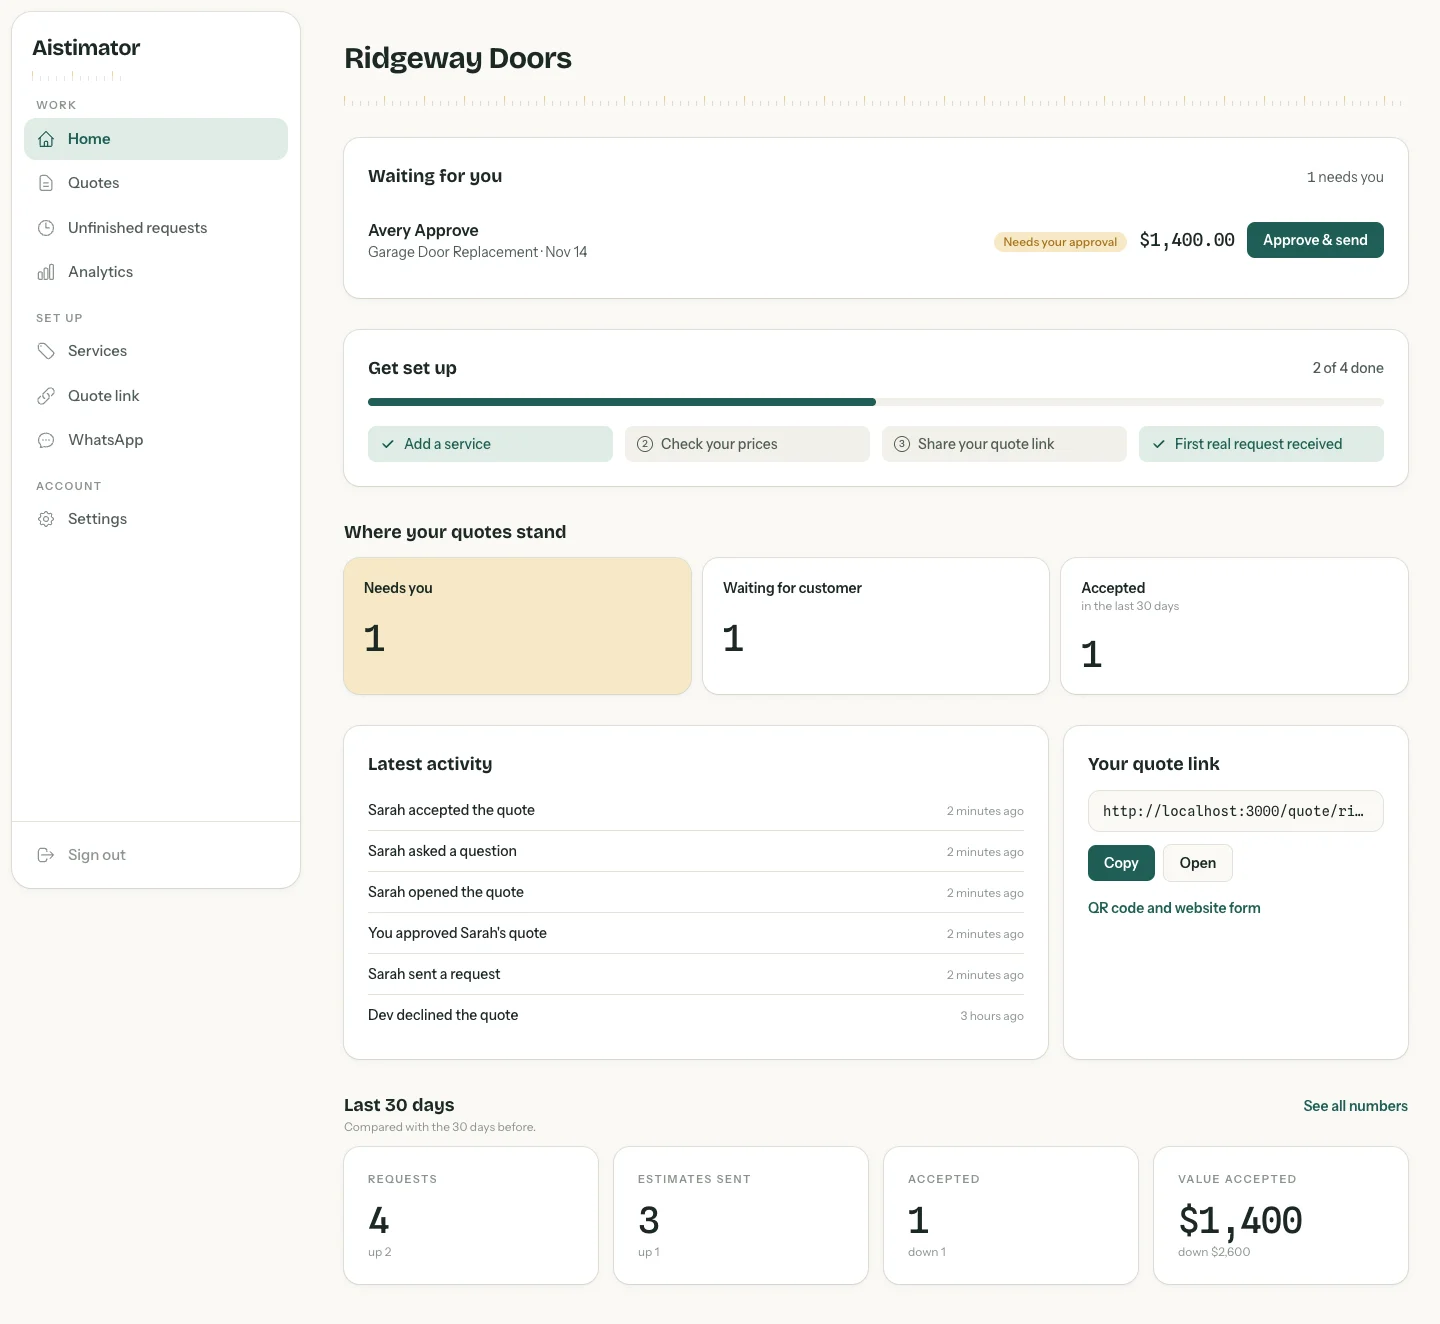 Aistimator
WORK
Home
Quotes
Unfinished requests
Analytics
SET UP
Services
Quote link
WhatsApp
ACCOUNT
Settings
Sign out
Ridgeway Doors
Waiting for you
1 needs you
Avery Approve
Garage Door Replacement · Nov 14
Needs your approval
$1,400.00
Approve & send
Get set up
2 of 4 done
Add a service
2 Check your prices
3 Share your quote link
First real request received
Where your quotes stand
Needs you
1
Waiting for customer
1
Accepted
in the last 30 days
1
Latest activity
Sarah accepted the quote 2 minutes ago
Sarah asked a question 2 minutes ago
Sarah opened the quote 2 minutes ago
You approved Sarah's quote 2 minutes ago
Sarah sent a request 2 minutes ago
Dev declined the quote 3 hours ago
Your quote link
http://localhost:3000/quote/ri…
Copy
Open
QR code and website form
Last 30 days
See all numbers
Compared with the 30 days before.
REQUESTS
4
up 2
ESTIMATES SENT
3
up 1
ACCEPTED
1
down 1
VALUE ACCEPTED
$1,400
down $2,600